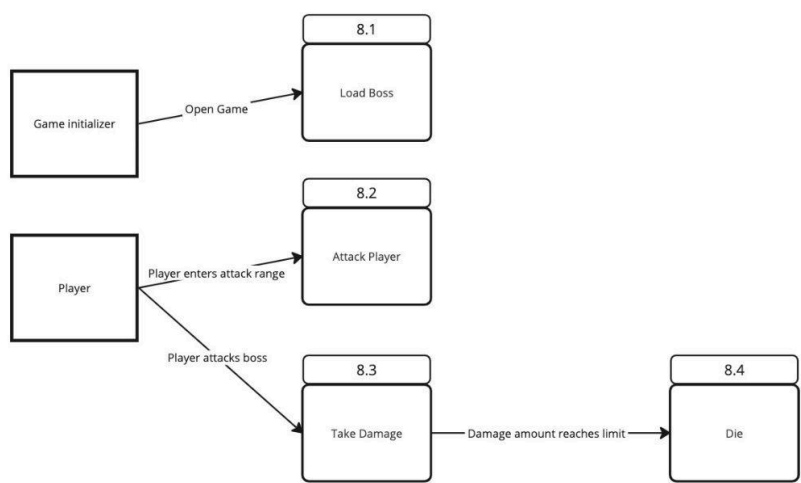 8.1
Load Boss
Game initializer
Open Game
8.2
Attack Player
Player enters attack range
Player
Player attacks boss
8.3
Take Damage
Damage amount reaches limit
8.4
Die